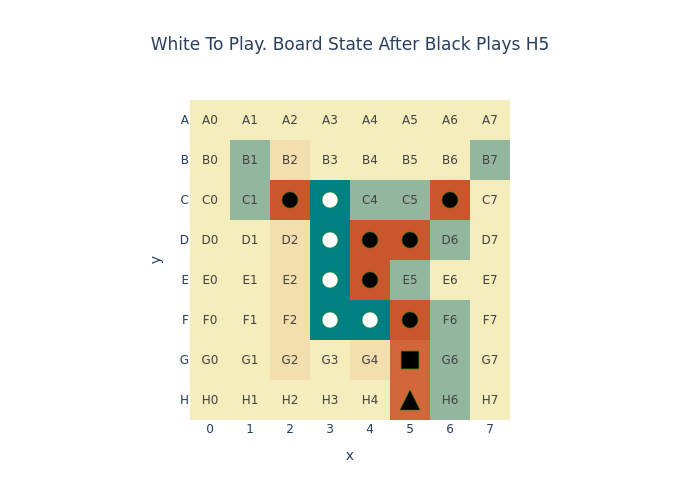 White To Play. Board State After Black Plays H5
A A0 A1 A2 A3 A4 A5 A6 A7
B B0 B1 B2 B3 B4 B5 B6 B7
C C0 C1 C4 C5 C7
D D0 D1 D2 D6 D7
E E0 E1 E2 E5 E6 E7
F F0 F1 F2 F6 F7
G G0 G1 G2 G3 G4 G6 G7
H H0 H1 H2 H3 H4 H6 H7
0 1 2 3 4 5 6 7
x
y